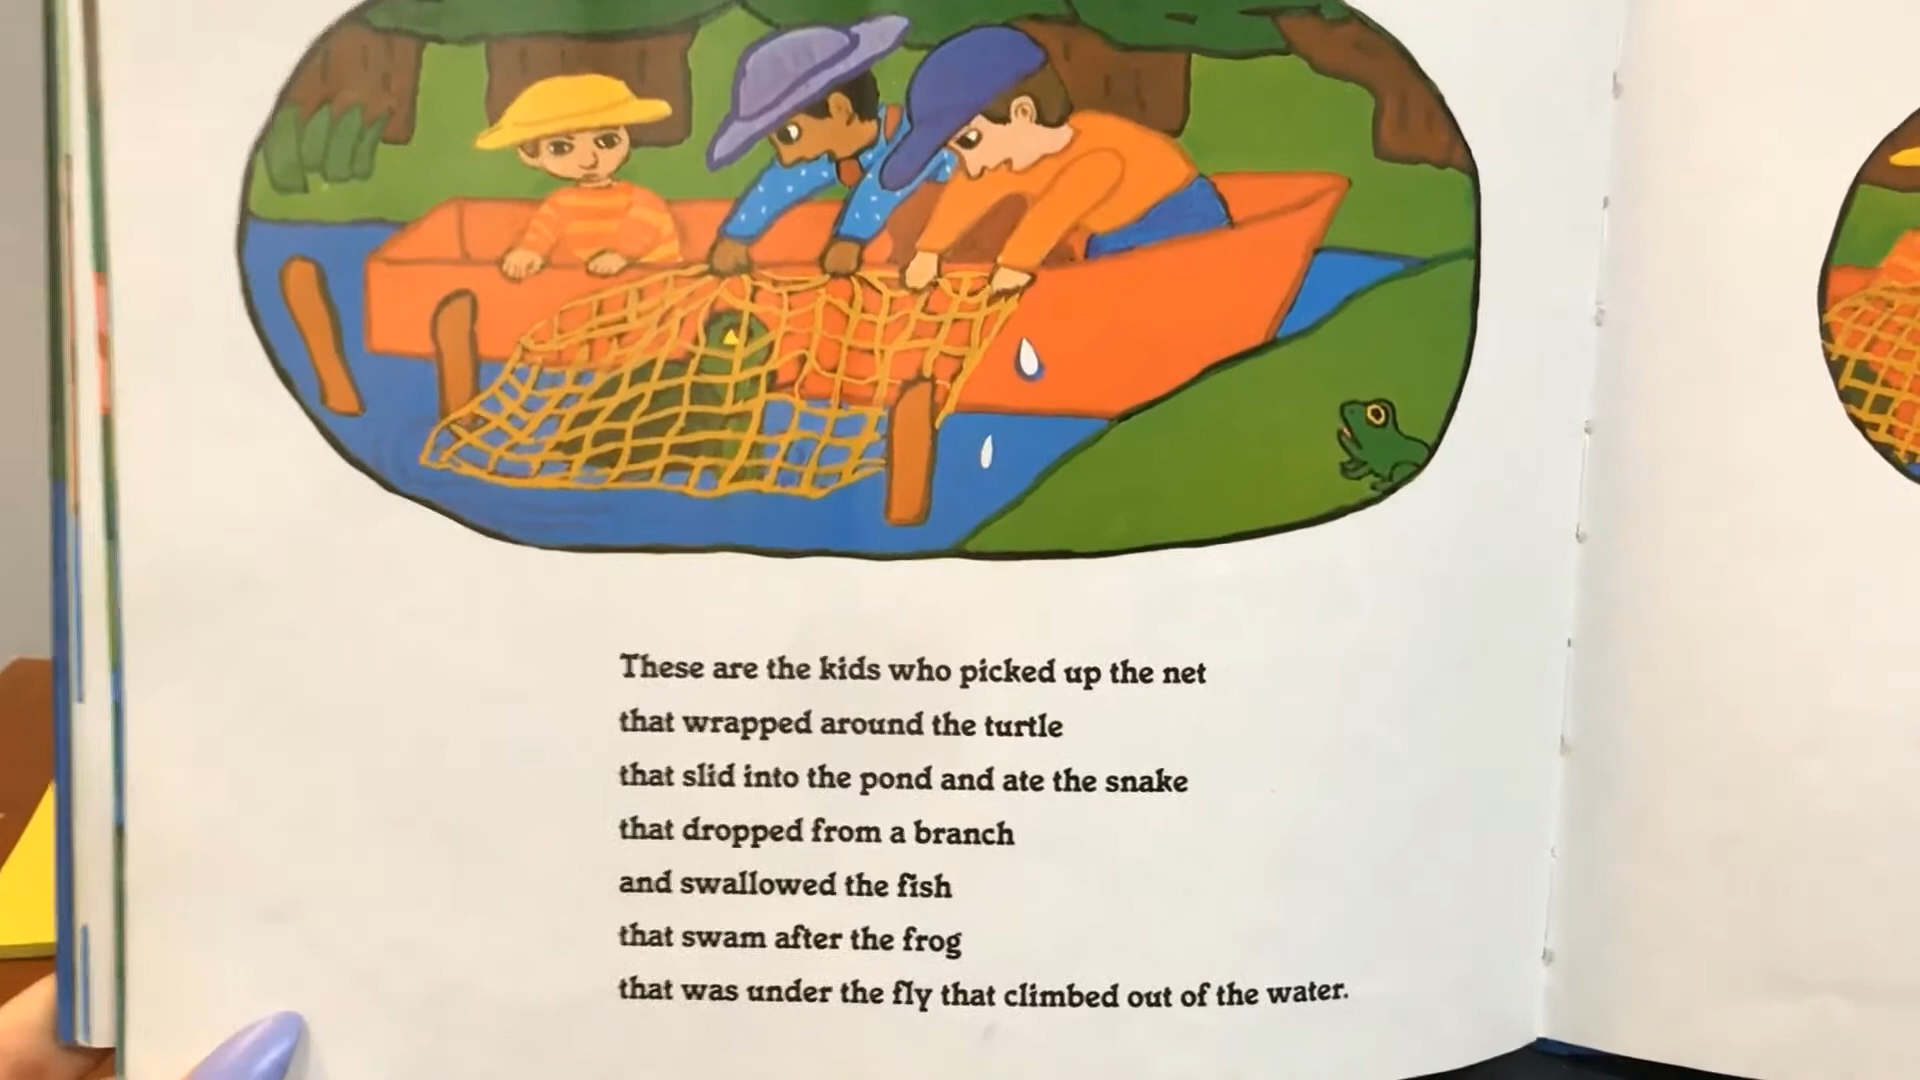 These are the kids who picked up the net
that wrapped around the turtle
that slid into the pond and ate the snake
that dropped from a branch
and swallowed the fish
that swam after the frog
that was under the fly that climbed out of the water.